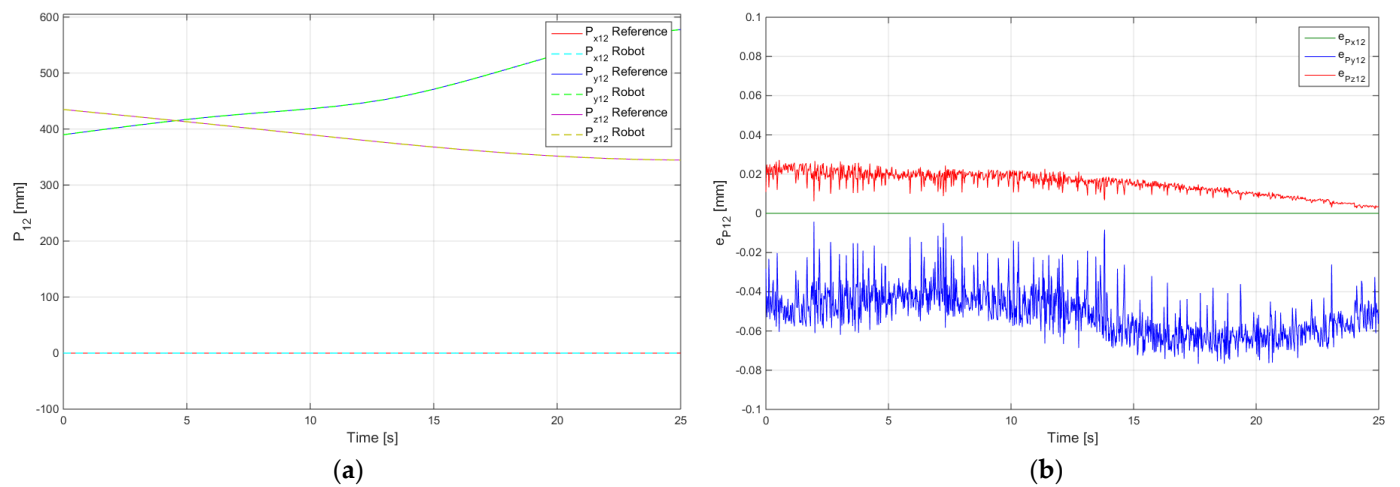 600
500
400
300
200
100
0
-100
P12 [mm]
0 5 10 15 20 25
Time [s]
Px12 Reference
Px12 Robot
Py12 Reference
Py12 Robot
Pz12 Reference
Pz12 Robot
(a)
0.1
0.08
0.06
0.04
0.02
0
-0.02
-0.04
-0.06
-0.08
-0.1
eP12 [mm]
0 5 10 15 20 25
Time [s]
ePx12
ePy12
ePz12
(b)